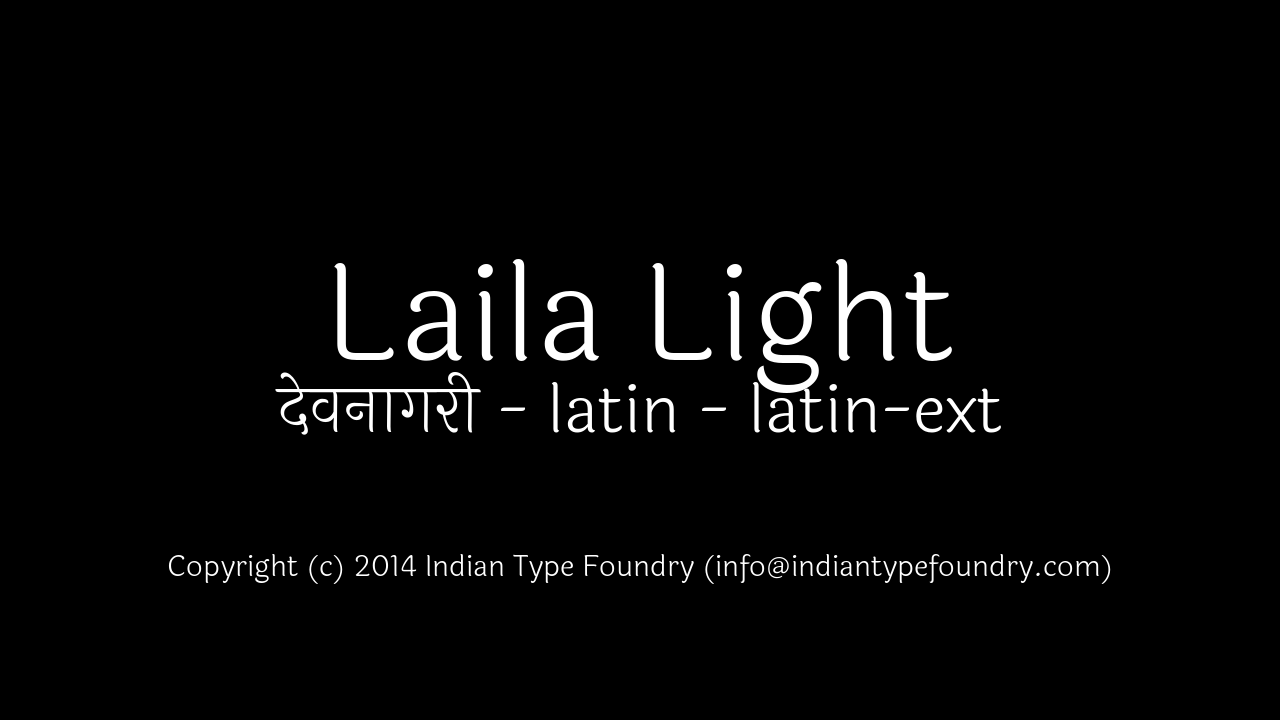 Laila Light
देवनागरी - latin - latin-ext
Copyright (c) 2014 Indian Type Foundry (info@indiantypefoundry.com)